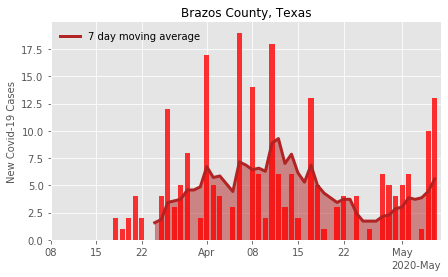 Brazos County, Texas
7 day moving average
New Covid-19 Cases
17.5
15.0
12.5
10.0
7.5
5.0
2.5
0.0
08 15 22 Apr 08 15 22 May
2020-May